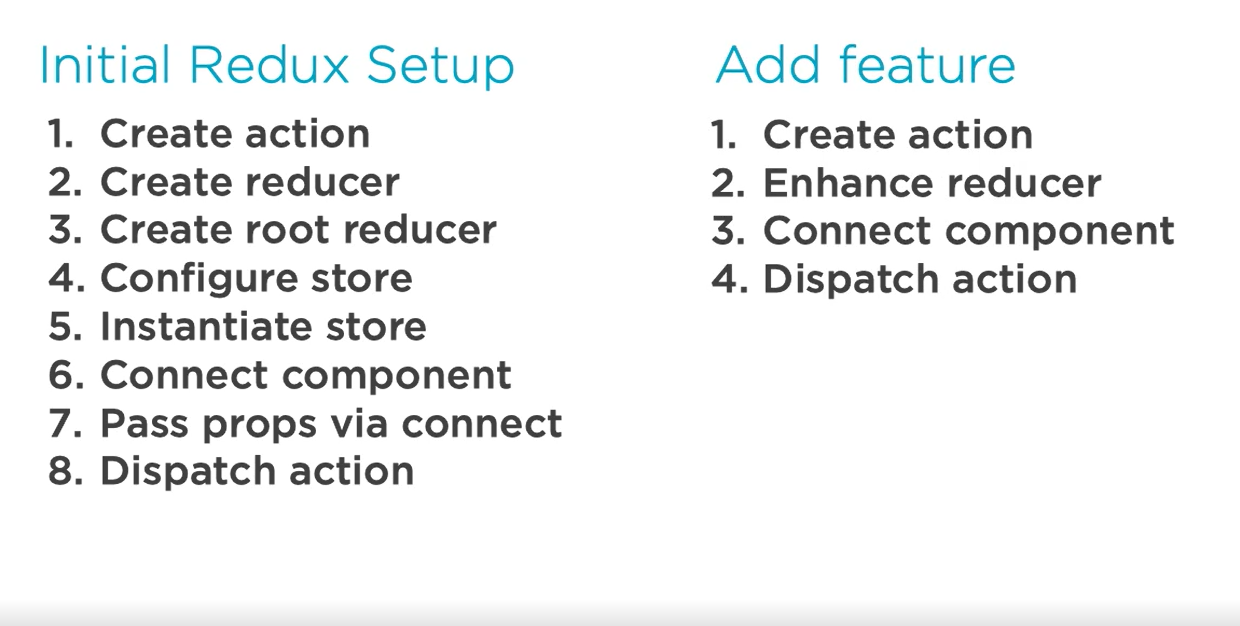 Initial Redux Setup
1. Create action
2. Create reducer
3. Create root reducer
4. Configure store
5. Instantiate store
6. Connect component
7. Pass props via connect
8. Dispatch action
Add feature
1. Create action
2. Enhance reducer
3. Connect component
4. Dispatch action